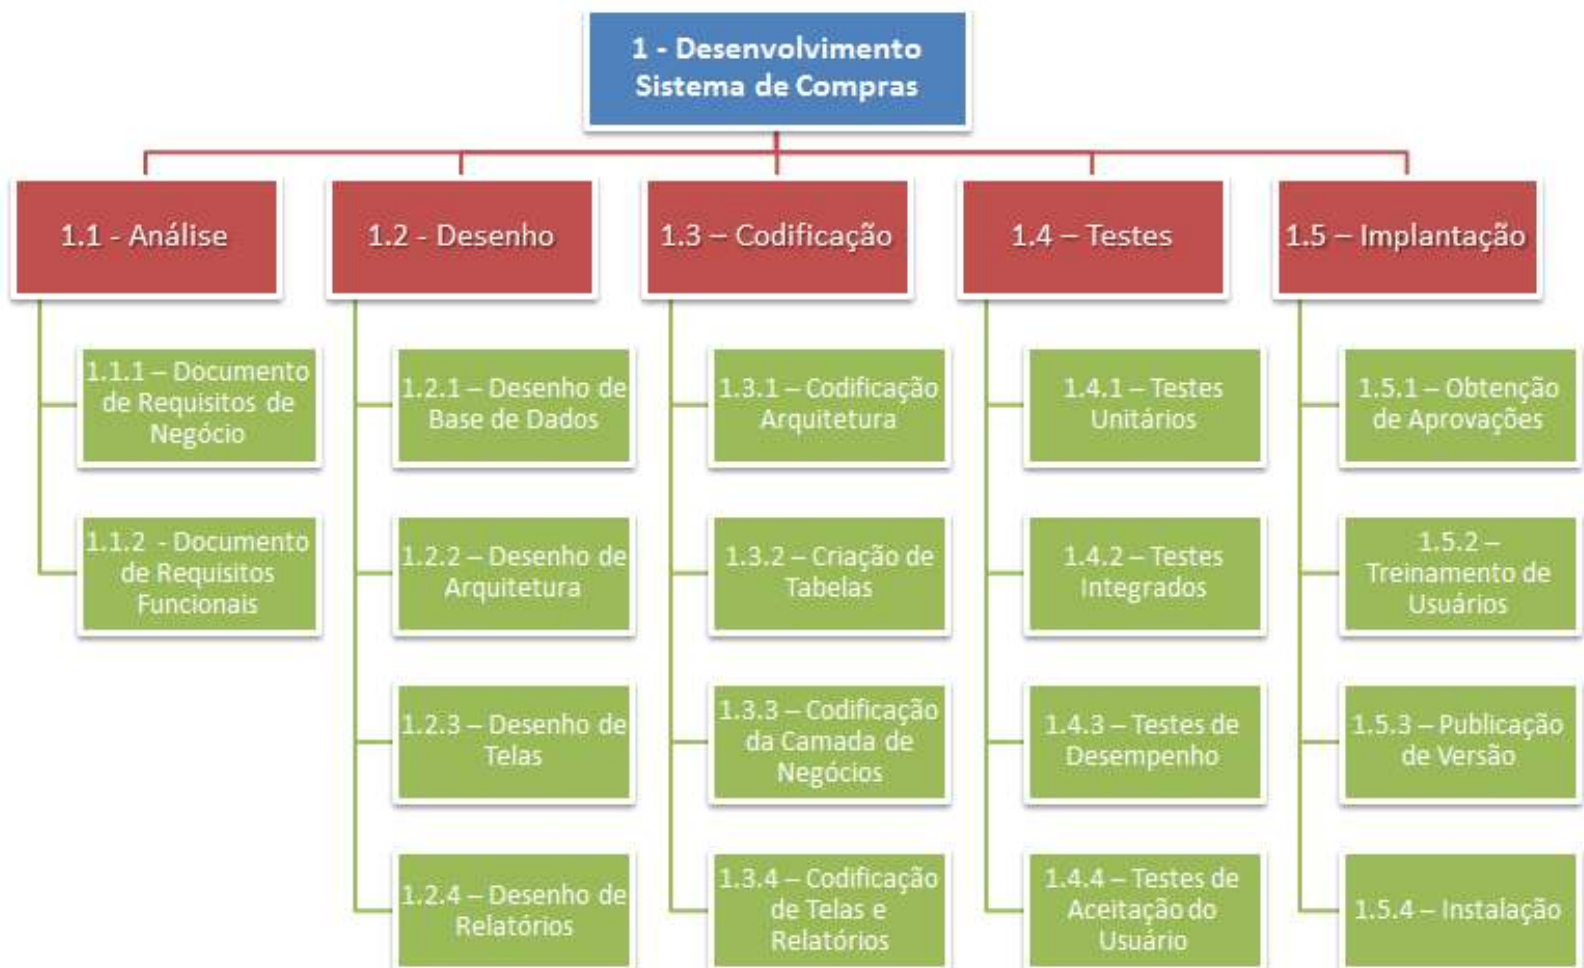 1 - Desenvolvimento
Sistema de Compras
1.1 - Análise
1.2 - Desenho
1.3 – Codificação
1.4 – Testes
1.5 – Implantação
1.1.1 – Documento
de Requisitos de
Negócio
1.1.2 - Documento
de Requisitos
Funcionais
1.2.1 – Desenho de
Base de Dados
1.2.2 – Desenho de
Arquitetura
1.2.3 – Desenho de
Telas
1.2.4 – Desenho de
Relatórios
1.3.1 – Codificação
Arquitetura
1.3.2 – Criação de
Tabelas
1.3.3 – Codificação
da Camada de
Negócios
1.3.4 – Codificação
de Telas e
Relatórios
1.4.1 – Testes
Unitários
1.4.2 – Testes
Integrados
1.4.3 – Testes de
Desempenho
1.4.4 – Testes de
Aceitação do
Usuário
1.5.1 – Obtenção
de Aprovações
1.5.2 –
Treinamento de
Usuários
1.5.3 – Publicação
de Versão
1.5.4 – Instalação